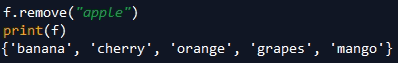 f.remove("apple")
print(f)
{'banana', 'cherry', 'orange', 'grapes', 'mango'}